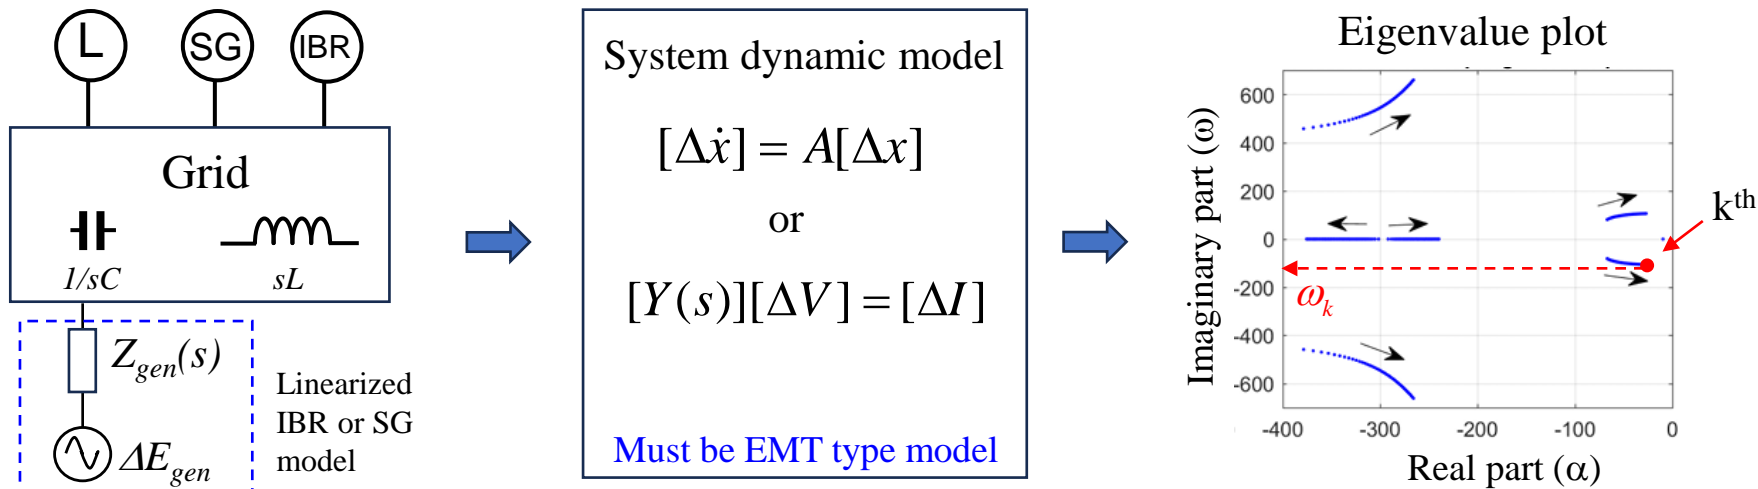 L
SG
IBR
Grid
1/sC
sL
Z_gen(s)
ΔE_gen
Linearized
IBR or SG
model
System dynamic model
[Δẋ] = A[Δx]
or
[Y(s)][ΔV] = [ΔI]
Must be EMT type model
Eigenvalue plot
Imaginary part (ω)
600
400
200
0
-200
-400
-600
k^th
ω_k
-400
-300
-200
-100
0
Real part (α)